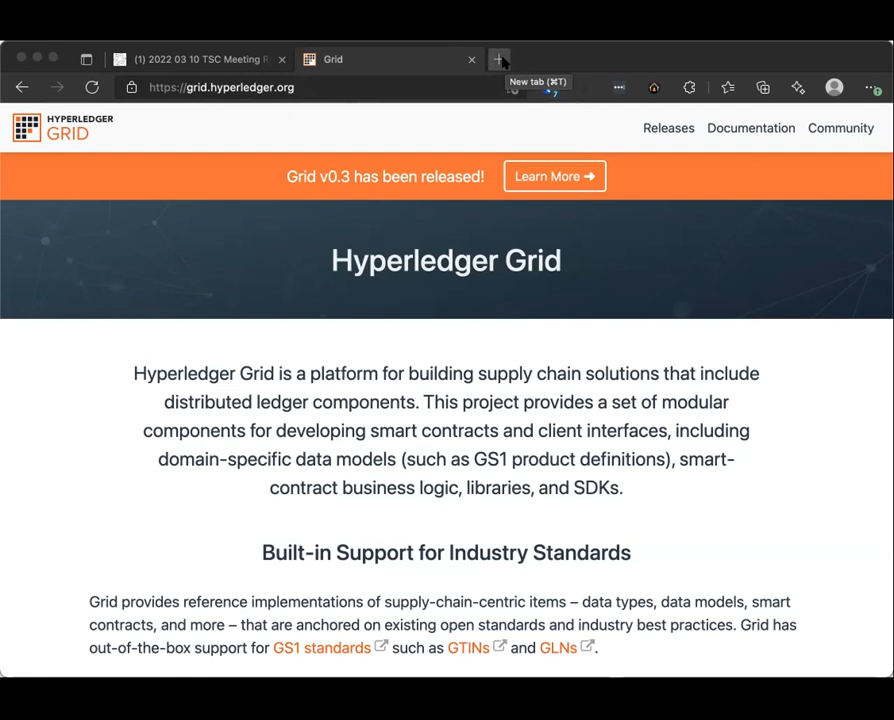 (1) 2022 03 10 TSC Meeting R
Grid
New tab (⌘T)
https://grid.hyperledger.org
7
1
HYPERLEDGER
GRID
Releases Documentation Community
Grid v0.3 has been released! Learn More ➜
Hyperledger Grid
Hyperledger Grid is a platform for building supply chain solutions that include
distributed ledger components. This project provides a set of modular
components for developing smart contracts and client interfaces, including
domain-specific data models (such as GS1 product definitions), smart-
contract business logic, libraries, and SDKs.
Built-in Support for Industry Standards
Grid provides reference implementations of supply-chain-centric items – data types, data models, smart
contracts, and more – that are anchored on existing open standards and industry best practices. Grid has
out-of-the-box support for GS1 standards such as GTINs and GLNs.